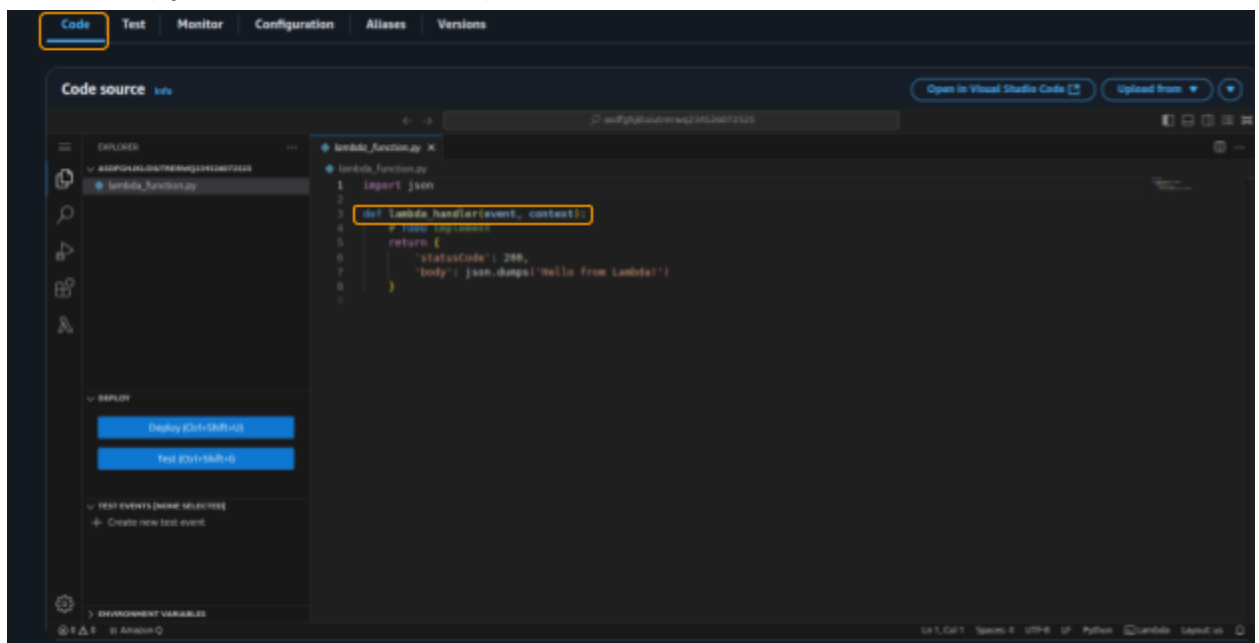 Code Test Monitor Configuration Aliases Versions
Code source Info
Open in Visual Studio Code
Upload from
EXPLORER
lambda_function.py
lambda_function.py
lambda_function.py
1 import json
2
3 def lambda_handler(event, context):
4 # TODO implement
5 return {
6 'statusCode': 200,
7 'body': json.dumps('Hello from Lambda!')
8 }
9
DEPLOY
Deploy (Ctrl+Shift+U)
Test (Ctrl+Shift+I)
TEST EVENTS [NONE SELECTED]
Create new test event
ENVIRONMENT VARIABLES
0 0 Amazon Q
Ln 1, Col 1 Spaces: 4 UTF-8 LF Python Lambda Layout: US